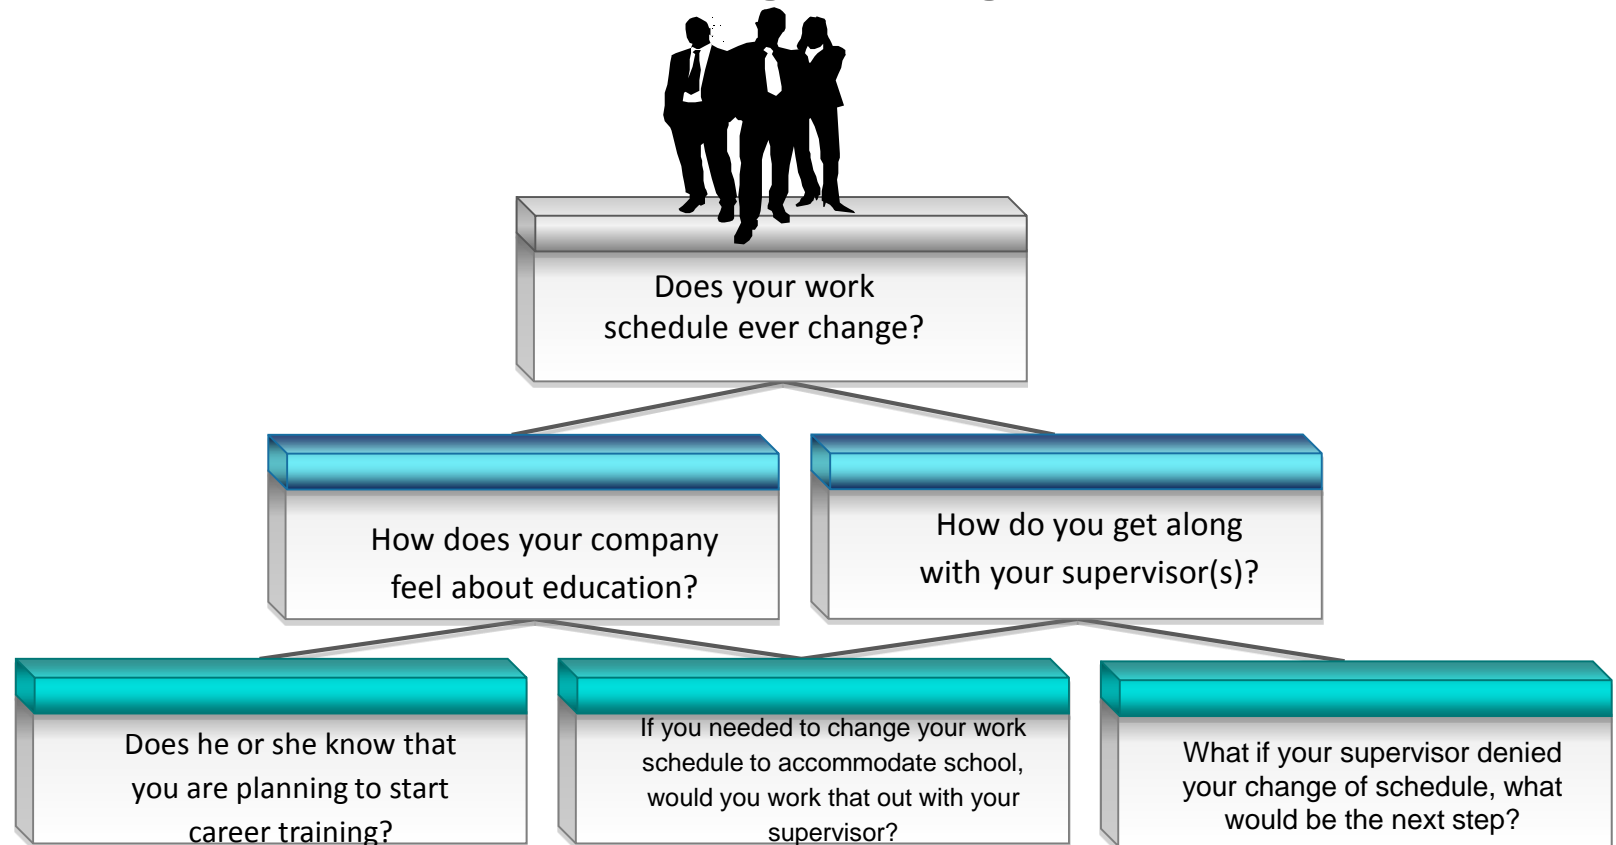 Does your work
schedule ever change?
How does your company
feel about education?
How do you get along
with your supervisor(s)?
Does he or she know that
you are planning to start
career training?
If you needed to change your work
schedule to accommodate school,
would you work that out with your
supervisor?
What if your supervisor denied
your change of schedule, what
would be the next step?